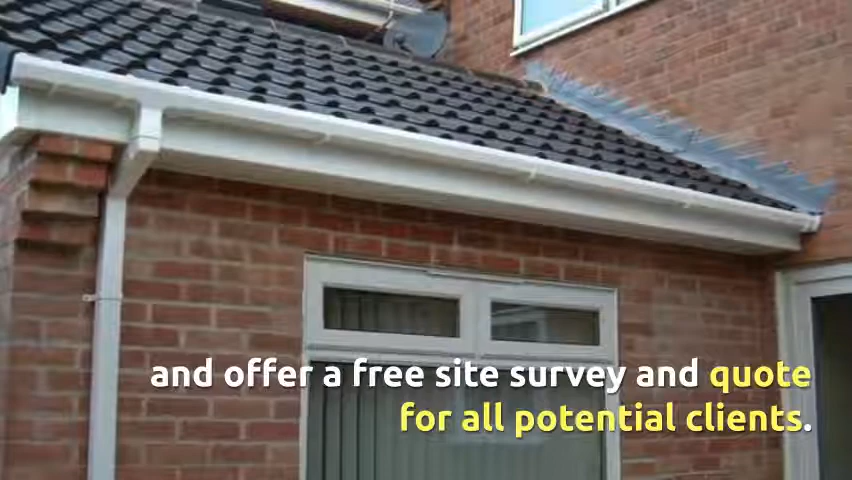 and offer a free site survey and quote
for all potential clients.